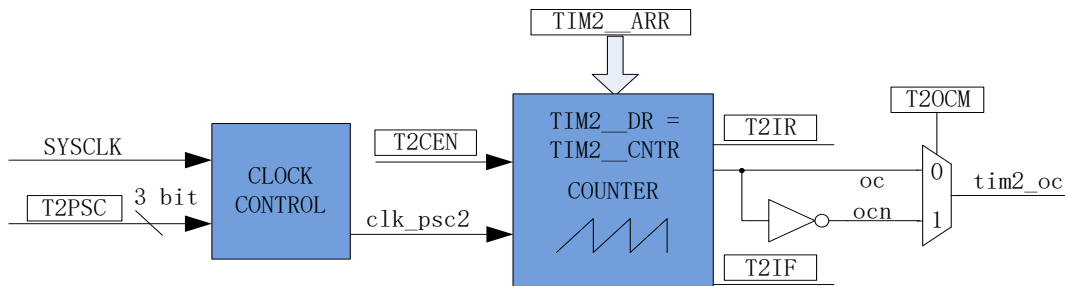 TIM2__ARR
SYSCLK
T2PSC
3 bit
CLOCK
CONTROL
clk_psc2
T2CEN
TIM2__DR =
TIM2__CNTR
COUNTER
T2IR
oc
ocn
T2IF
T2OCM
0
1
tim2_oc